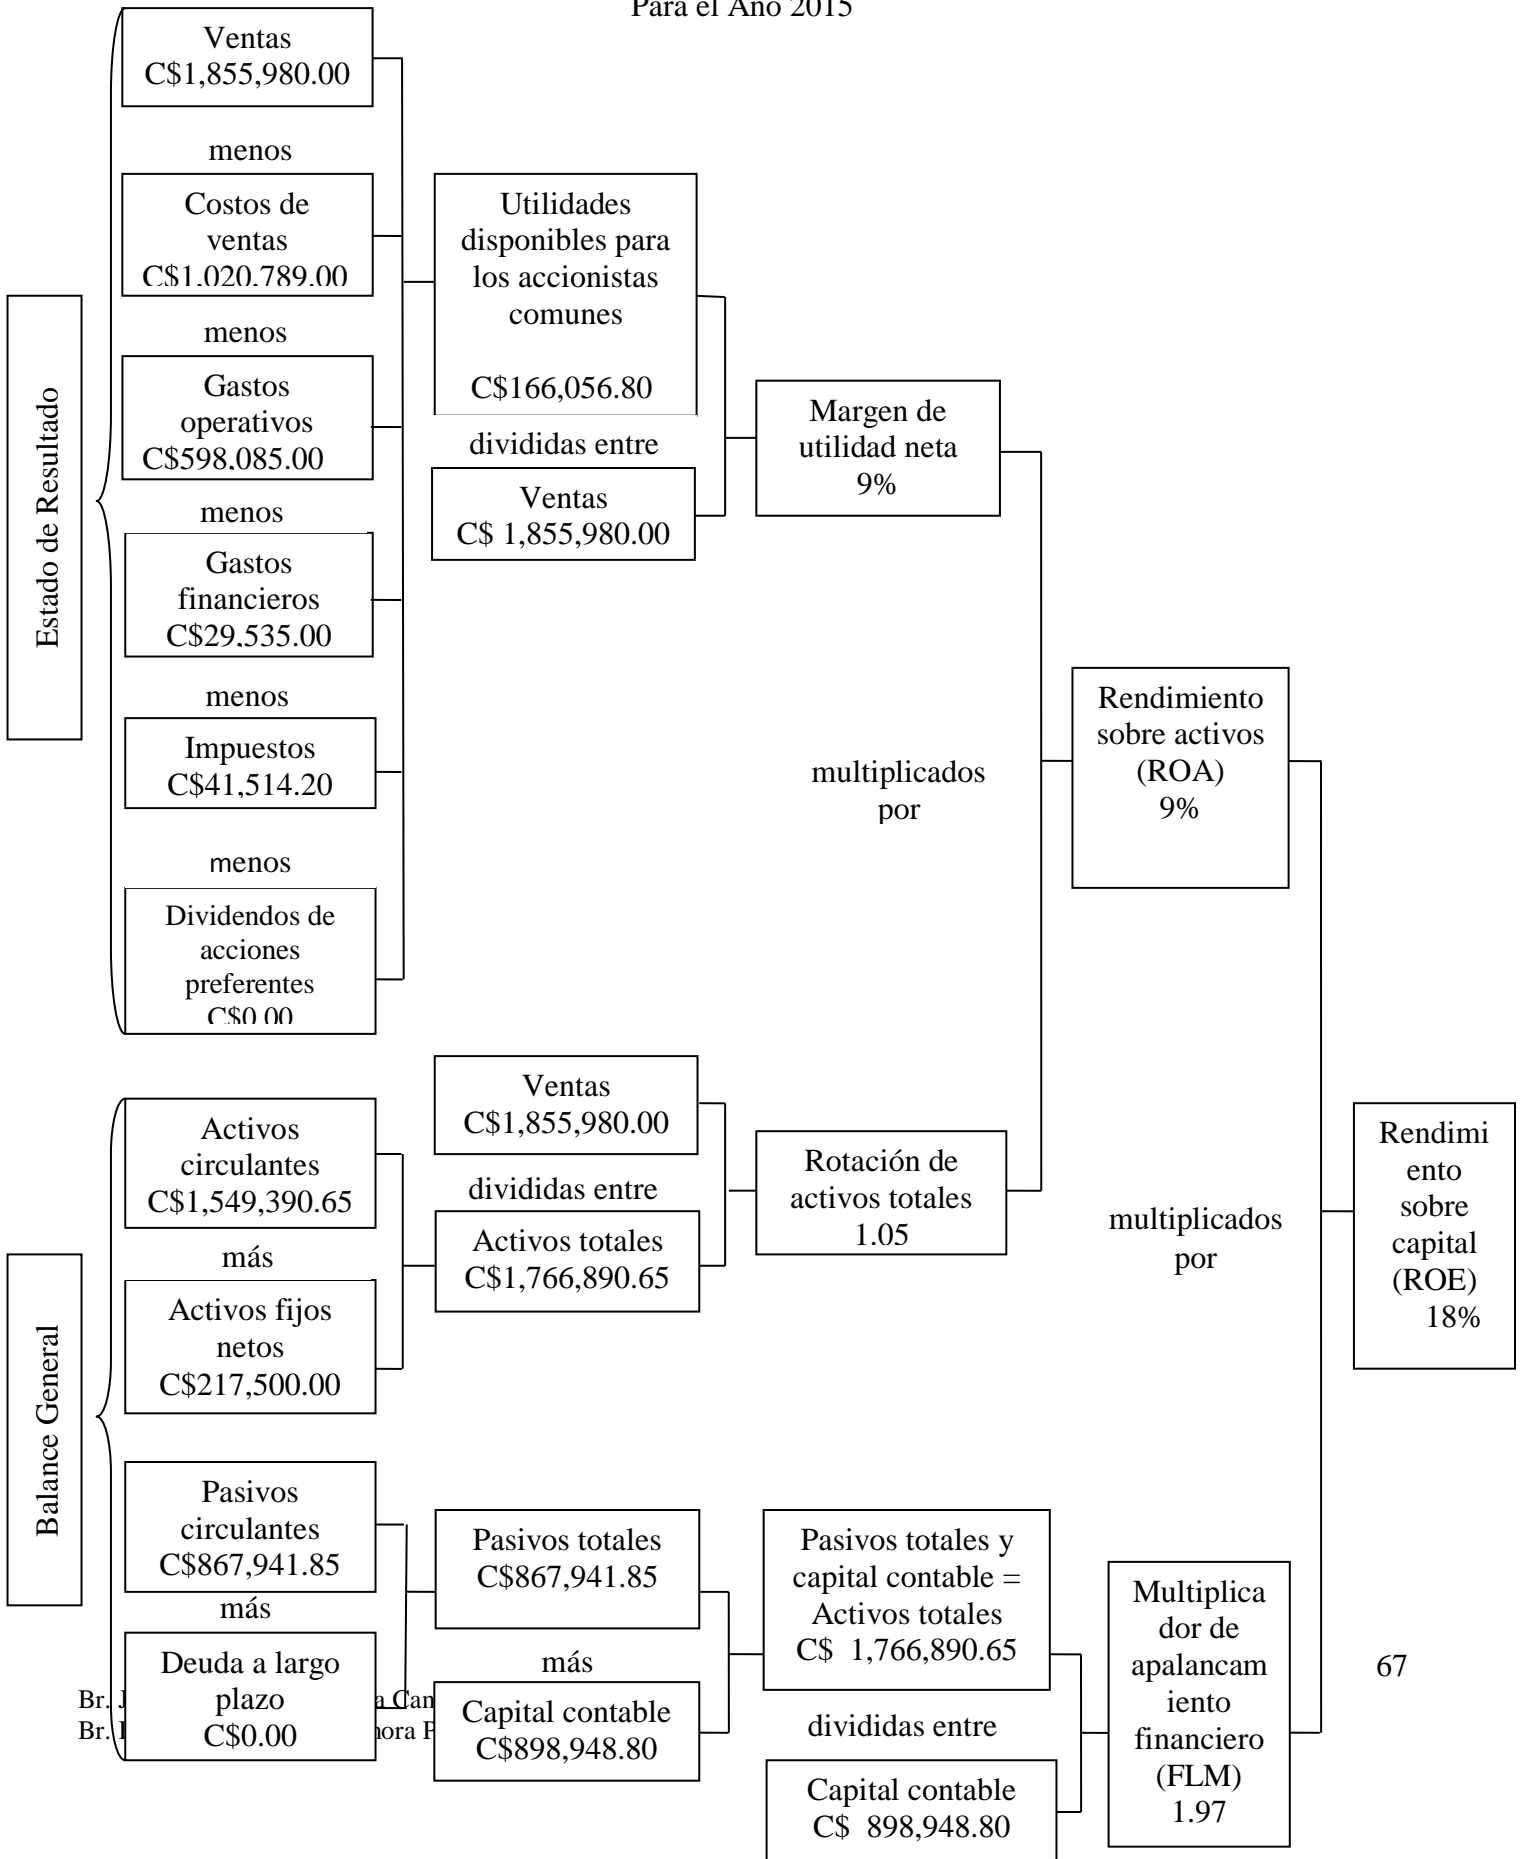 Para el Año 2015
Estado de Resultado
Ventas
C$1,855,980.00
menos
Costos de
ventas
C$1,020,789.00
menos
Gastos
operativos
C$598,085.00
menos
Gastos
financieros
C$29,535.00
menos
Impuestos
C$41,514.20
menos
Dividendos de
acciones
preferentes
C$0.00
Utilidades
disponibles para
los accionistas
comunes
C$166,056.80
divididas entre
Ventas
C$ 1,855,980.00
Margen de
utilidad neta
9%
multiplicados
por
Rendimiento
sobre activos
(ROA)
9%
Balance General
Activos
circulantes
C$1,549,390.65
más
Activos fijos
netos
C$217,500.00
Ventas
C$1,855,980.00
divididas entre
Activos totales
C$1,766,890.65
Rotación de
activos totales
1.05
multiplicados
por
Rendimi
ento
sobre
capital
(ROE)
18%
Pasivos
circulantes
C$867,941.85
más
Deuda a largo
plazo
C$0.00
Pasivos totales
C$867,941.85
más
Capital contable
C$898,948.80
Pasivos totales y
capital contable =
Activos totales
C$ 1,766,890.65
divididas entre
Capital contable
C$ 898,948.80
Multiplica
dor de
apalancam
iento
financiero
(FLM)
1.97
67
Br.
Br.